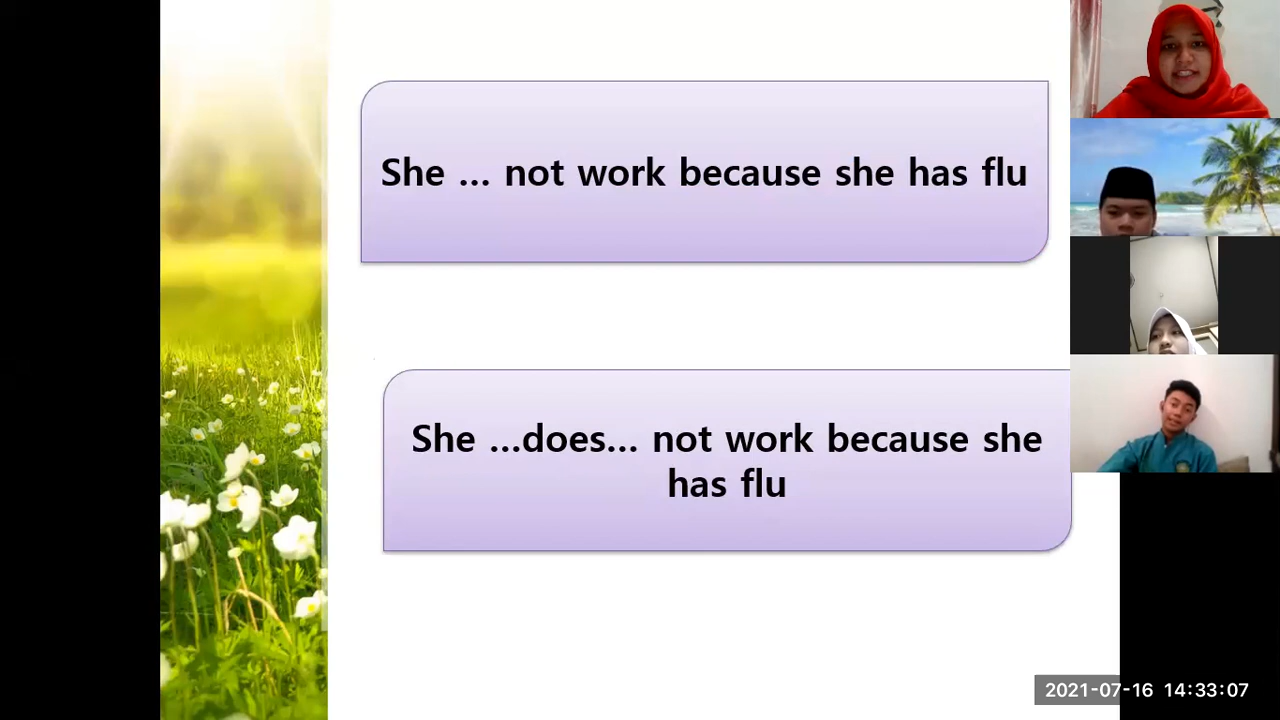 She ... not work because she has flu
She ...does... not work because she
has flu
2021-07-16 14:33:07